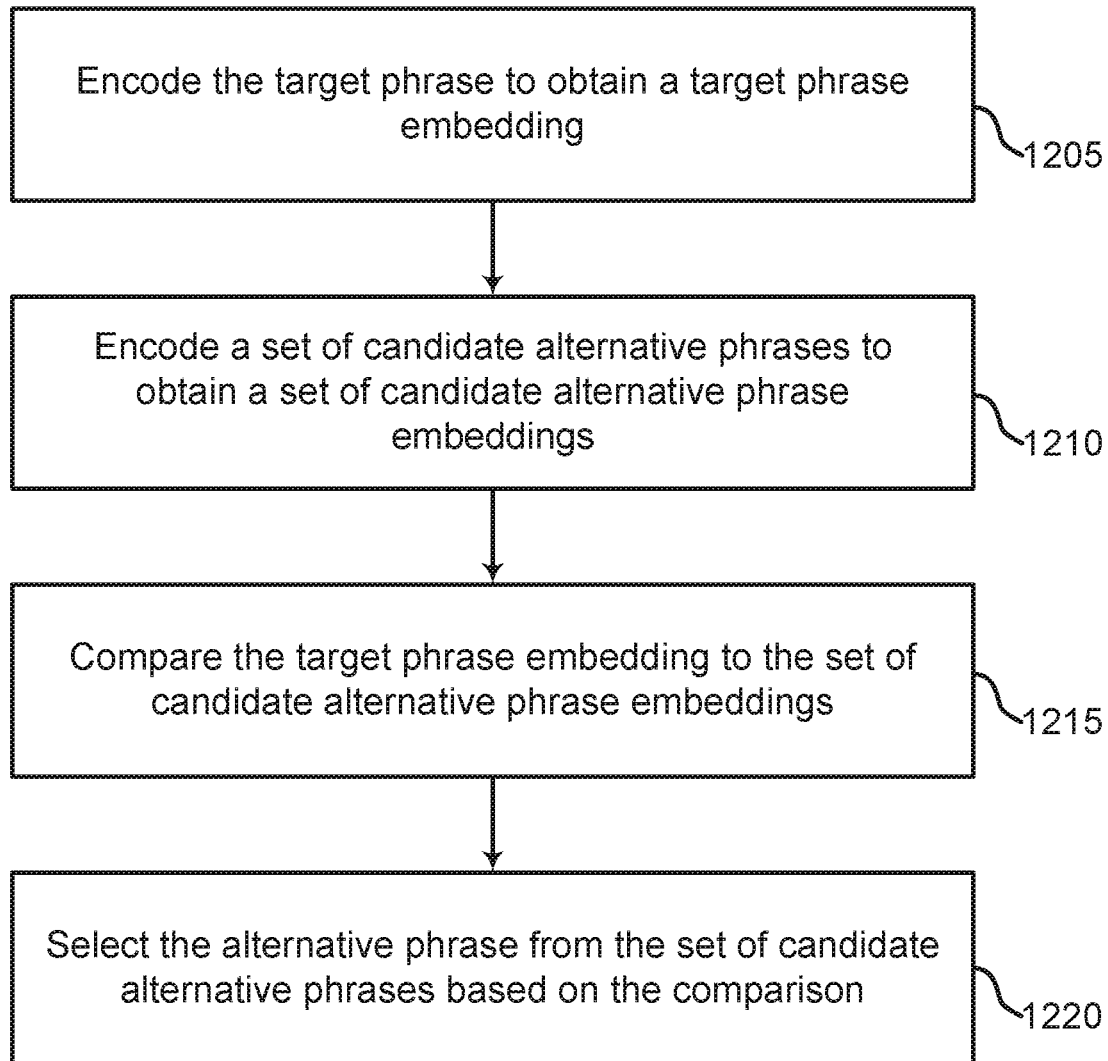 Encode the target phrase to obtain a target phrase
embedding
1205
Encode a set of candidate alternative phrases to
obtain a set of candidate alternative phrase
embeddings
1210
Compare the target phrase embedding to the set of
candidate alternative phrase embeddings
1215
Select the alternative phrase from the set of candidate
alternative phrases based on the comparison
1220